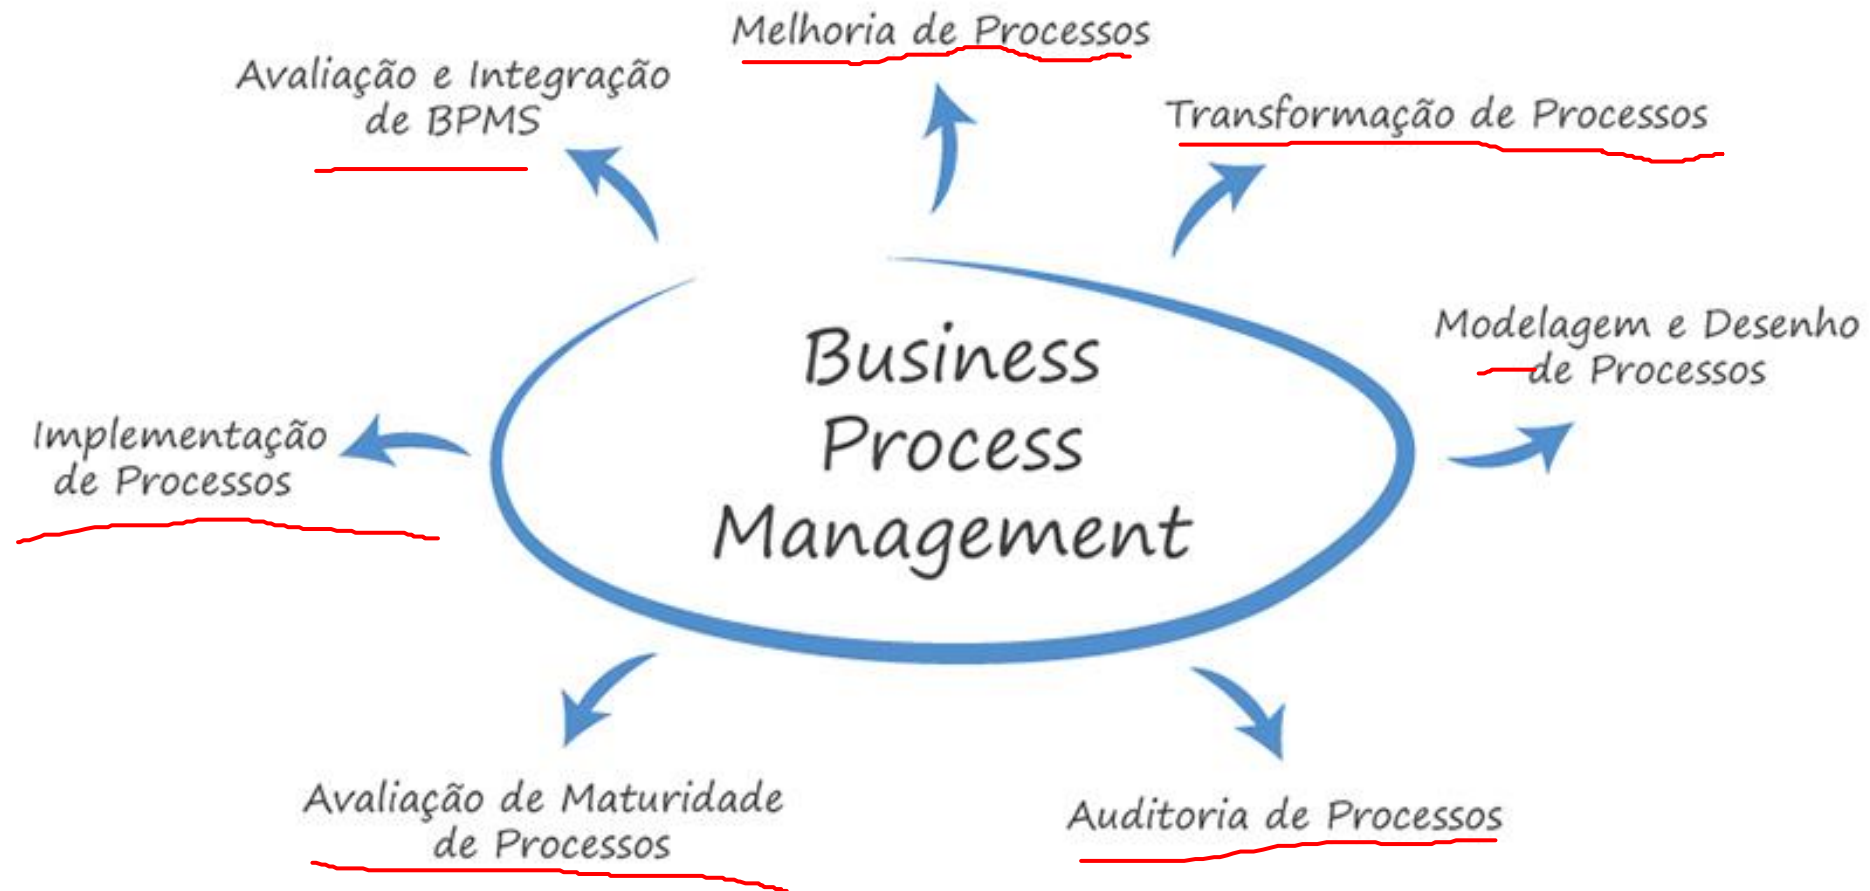 Melhoria de Processos
Avaliação e Integração
de BPMS
Transformação de Processos
Modelagem e Desenho
de Processos
Business
Process
Management
Implementação
de Processos
Avaliação de Maturidade
de Processos
Auditoria de Processos